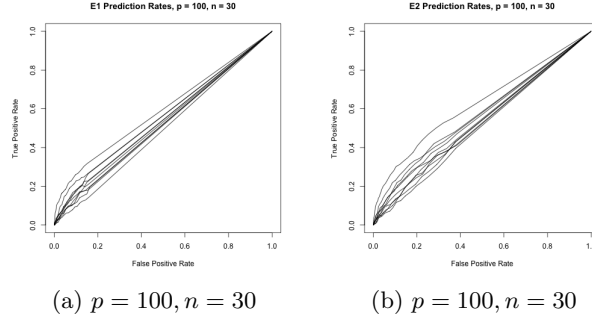 E1 Prediction Rates, p = 100, n = 30
True Positive Rate
0.0 0.2 0.4 0.6 0.8 1.0
0.0 0.2 0.4 0.6 0.8 1.0
False Positive Rate
(a) p = 100, n = 30
E2 Prediction Rates, p = 100, n = 30
True Positive Rate
0.0 0.2 0.4 0.6 0.8 1.0
0.0 0.2 0.4 0.6 0.8 1.0
False Positive Rate
(b) p = 100, n = 30